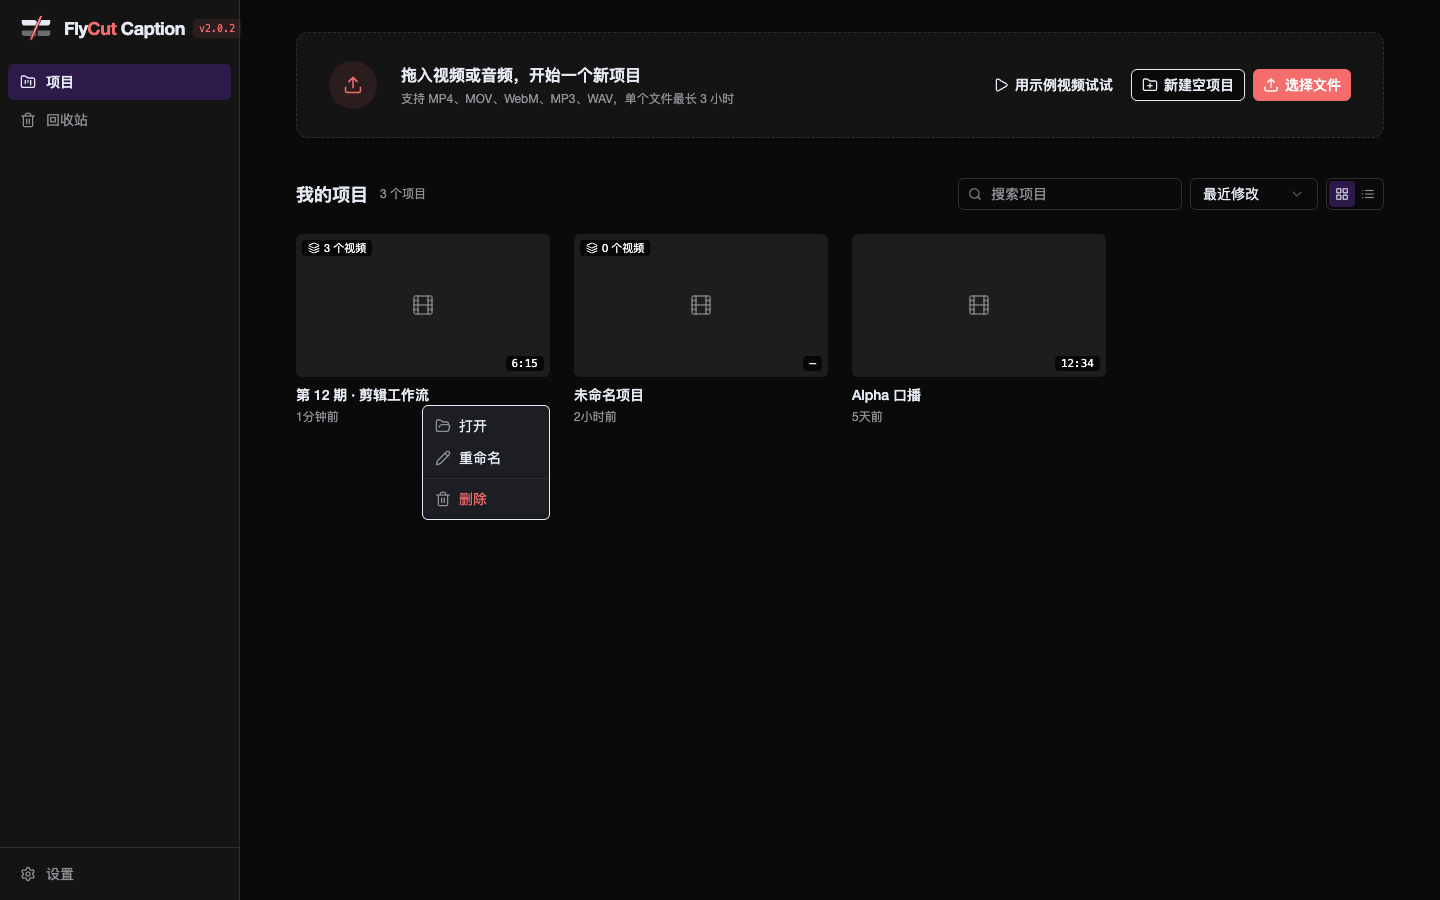 FlyCut Caption v2.0.2
项目
回收站
设置
拖入视频或音频，开始一个新项目
支持 MP4、MOV、WebM、MP3、WAV，单个文件最长 3 小时
用示例视频试试
新建空项目
选择文件
我的项目 3 个项目
搜索项目
最近修改
3 个视频
6:15
第 12 期 · 剪辑工作流
1分钟前
0 个视频
–
未命名项目
2小时前
12:34
Alpha 口播
5天前
打开
重命名
删除